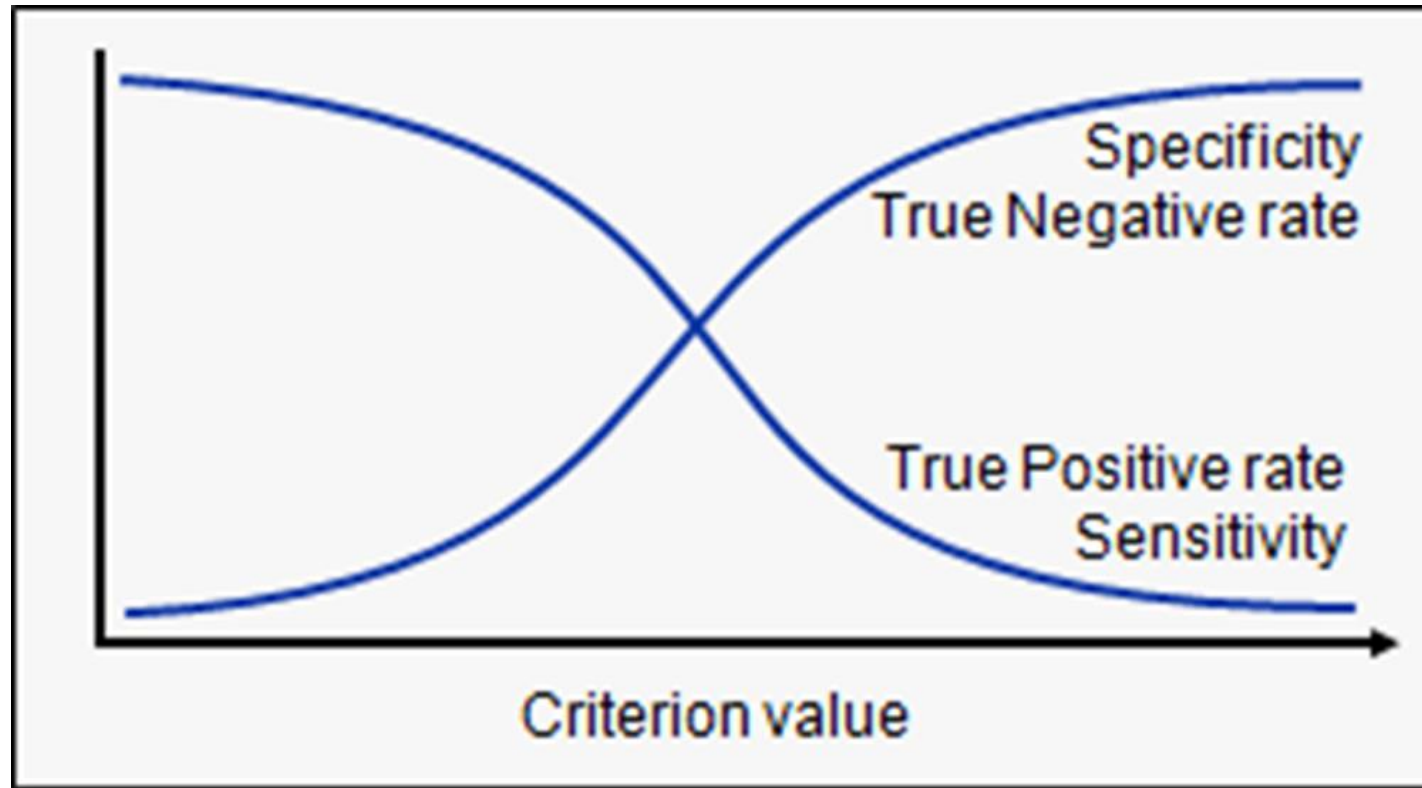 Specificity
True Negative rate
True Positive rate
Sensitivity
Criterion value